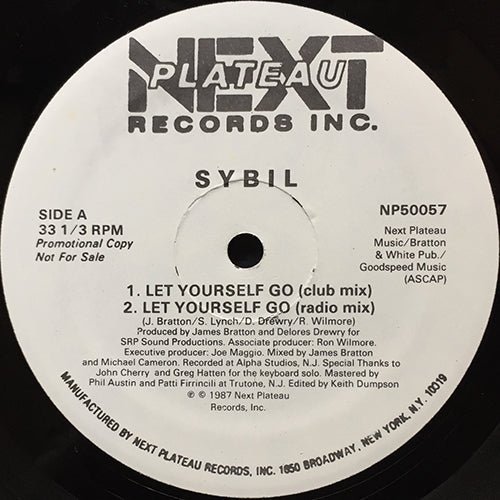 NEXT
PLATEAU
RECORDS INC.
SYBIL
SIDE A
33 1/3 RPM
Promotional Copy
Not For Sale
NP50057
Next Plateau
Music/Bratton
& White Pub./
Goodspeed Music
(ASCAP)
1. LET YOURSELF GO (club mix)
2. LET YOURSELF GO (radio mix)
(J. Bratton/S. Lynch/D. Drewry/R. Wilmore)
Produced by James Bratton and Delores Drewry for
SRP Sound Productions. Associate producer: Ron Wilmore.
Executive producer: Joe Maggio. Mixed by James Bratton
and Michael Cameron. Recorded at Alpha Studios, N.J. Special Thanks to
John Cherry and Greg Hatten for the keyboard solo. Mastered by
Phil Austin and Patti Firrincili at Trutone, N.J. Edited by Keith Dumpson
℗ © 1987 Next Plateau
Records, Inc.
MANUFACTURED BY NEXT PLATEAU RECORDS, INC. 1650 BROADWAY, NEW YORK, N.Y. 10019